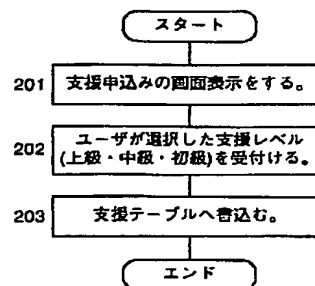 スタート
201 支援申込みの画面表示をする。
202 ユーザが選択した支援レベル
(上級・中級・初級)を受付ける。
203 支援テーブルへ書込む。
エンド